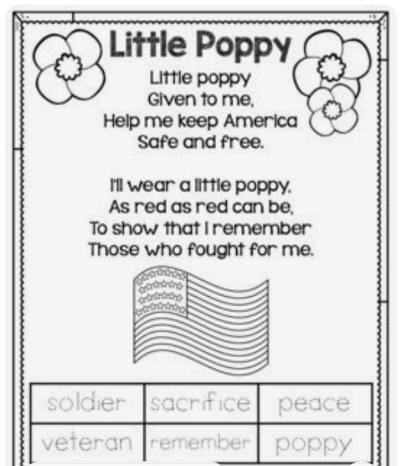 Little Poppy
Little poppy
Given to me,
Help me keep America
Safe and free.
I'll wear a little poppy,
As red as red can be,
To show that I remember
Those who fought for me.
soldier sacrifice peace
veteran remember poppy